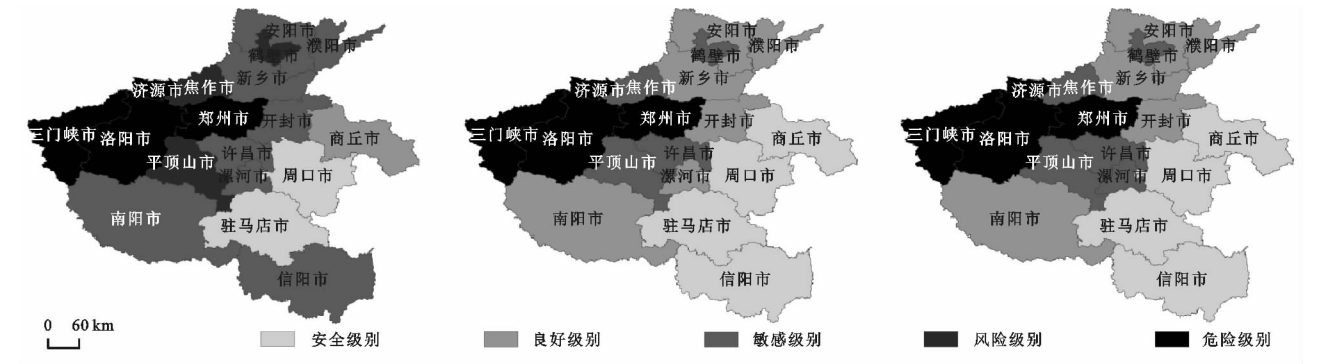 安阳市
濮阳市
鹤壁市
新乡市
焦作市
济源市
郑州市
开封市
三门峡市
洛阳市
商丘市
许昌市
平顶山市
漯河市
周口市
南阳市
驻马店市
信阳市
安阳市
濮阳市
鹤壁市
新乡市
焦作市
济源市
郑州市
开封市
三门峡市
洛阳市
商丘市
许昌市
平顶山市
漯河市
周口市
南阳市
驻马店市
信阳市
安阳市
濮阳市
鹤壁市
新乡市
焦作市
济源市
郑州市
开封市
三门峡市
洛阳市
商丘市
许昌市
平顶山市
漯河市
周口市
南阳市
驻马店市
信阳市
0 60 km
安全级别 良好级别 敏感级别 风险级别 危险级别